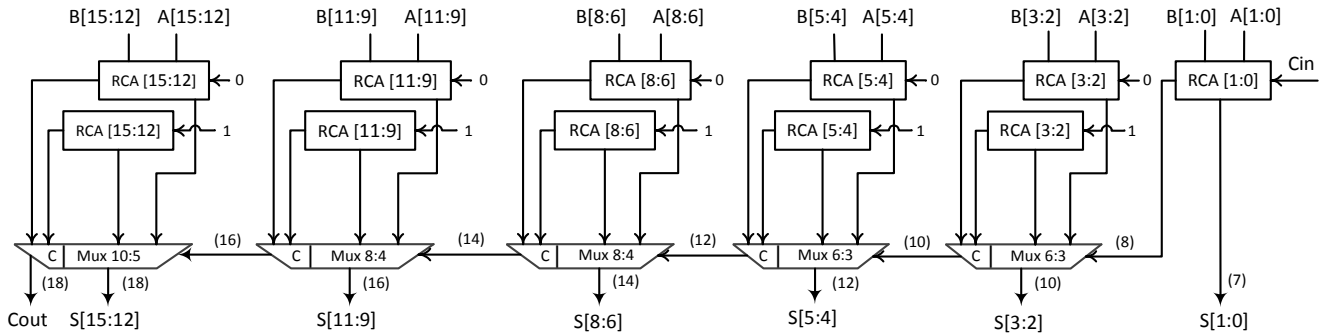 B[15:12] A[15:12] B[11:9] A[11:9] B[8:6] A[8:6] B[5:4] A[5:4] B[3:2] A[3:2] B[1:0] A[1:0]
RCA [15:12] 0 RCA [11:9] 0 RCA [8:6] 0 RCA [5:4] 0 RCA [3:2] 0 RCA [1:0] Cin
RCA [15:12] 1 RCA [11:9] 1 RCA [8:6] 1 RCA [5:4] 1 RCA [3:2] 1
(16) (14) (12) (10) (8)
C Mux 10:5 C Mux 8:4 C Mux 8:4 C Mux 6:3 C Mux 6:3
(18) (18) (16) (14) (12) (10) (7)
Cout S[15:12] S[11:9] S[8:6] S[5:4] S[3:2] S[1:0]